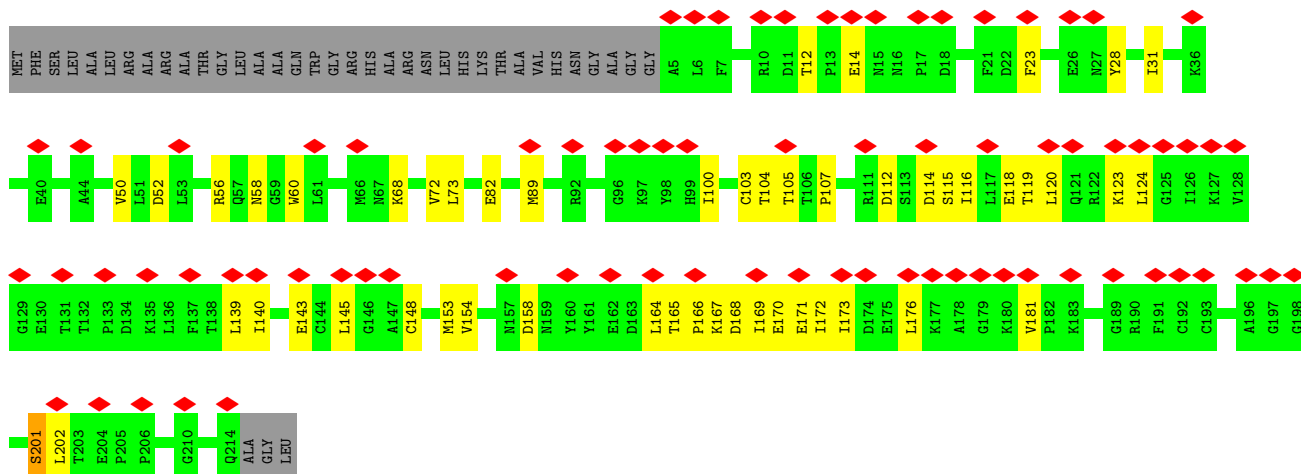 MET PHE SER LEU ALA LEU ARG ALA ARG ALA THR GLY LEU ALA ALA GLN TRP GLY ARG HIS ALA ARG ASN LEU HIS LYS THR ALA VAL HIS ASN GLY ALA GLY GLY A5 L6 F7 R10 D11 T12 P13 E14 N15 N16 P17 D18 F21 D22 F23 E26 N27 Y28 I31 K36
E40 A44 V50 L51 D52 L53 R56 Q57 N58 G59 W60 L61 M66 N67 K68 V72 L73 E82 M89 R92 G96 K97 Y98 H99 I100 C103 T104 T105 T106 P107 R111 D112 S113 D114 S115 I116 L117 E118 T119 L120 Q121 R122 K123 L124 G125 I126 K127 V128
G129 E130 T131 T132 P133 D134 K135 L136 F137 T138 L139 I140 E143 C144 L145 G146 A147 C148 M153 V154 N157 D158 N159 Y160 Y161 E162 D163 L164 T165 P166 K167 D168 I169 E170 E171 I172 I173 D174 E175 L176 K177 A178 G179 K180 V181 P182 K183 G189 R190 F191 C192 C193 A196 G197 G198
S201 L202 T203 E204 P205 P206 G210 Q214 ALA GLY LEU